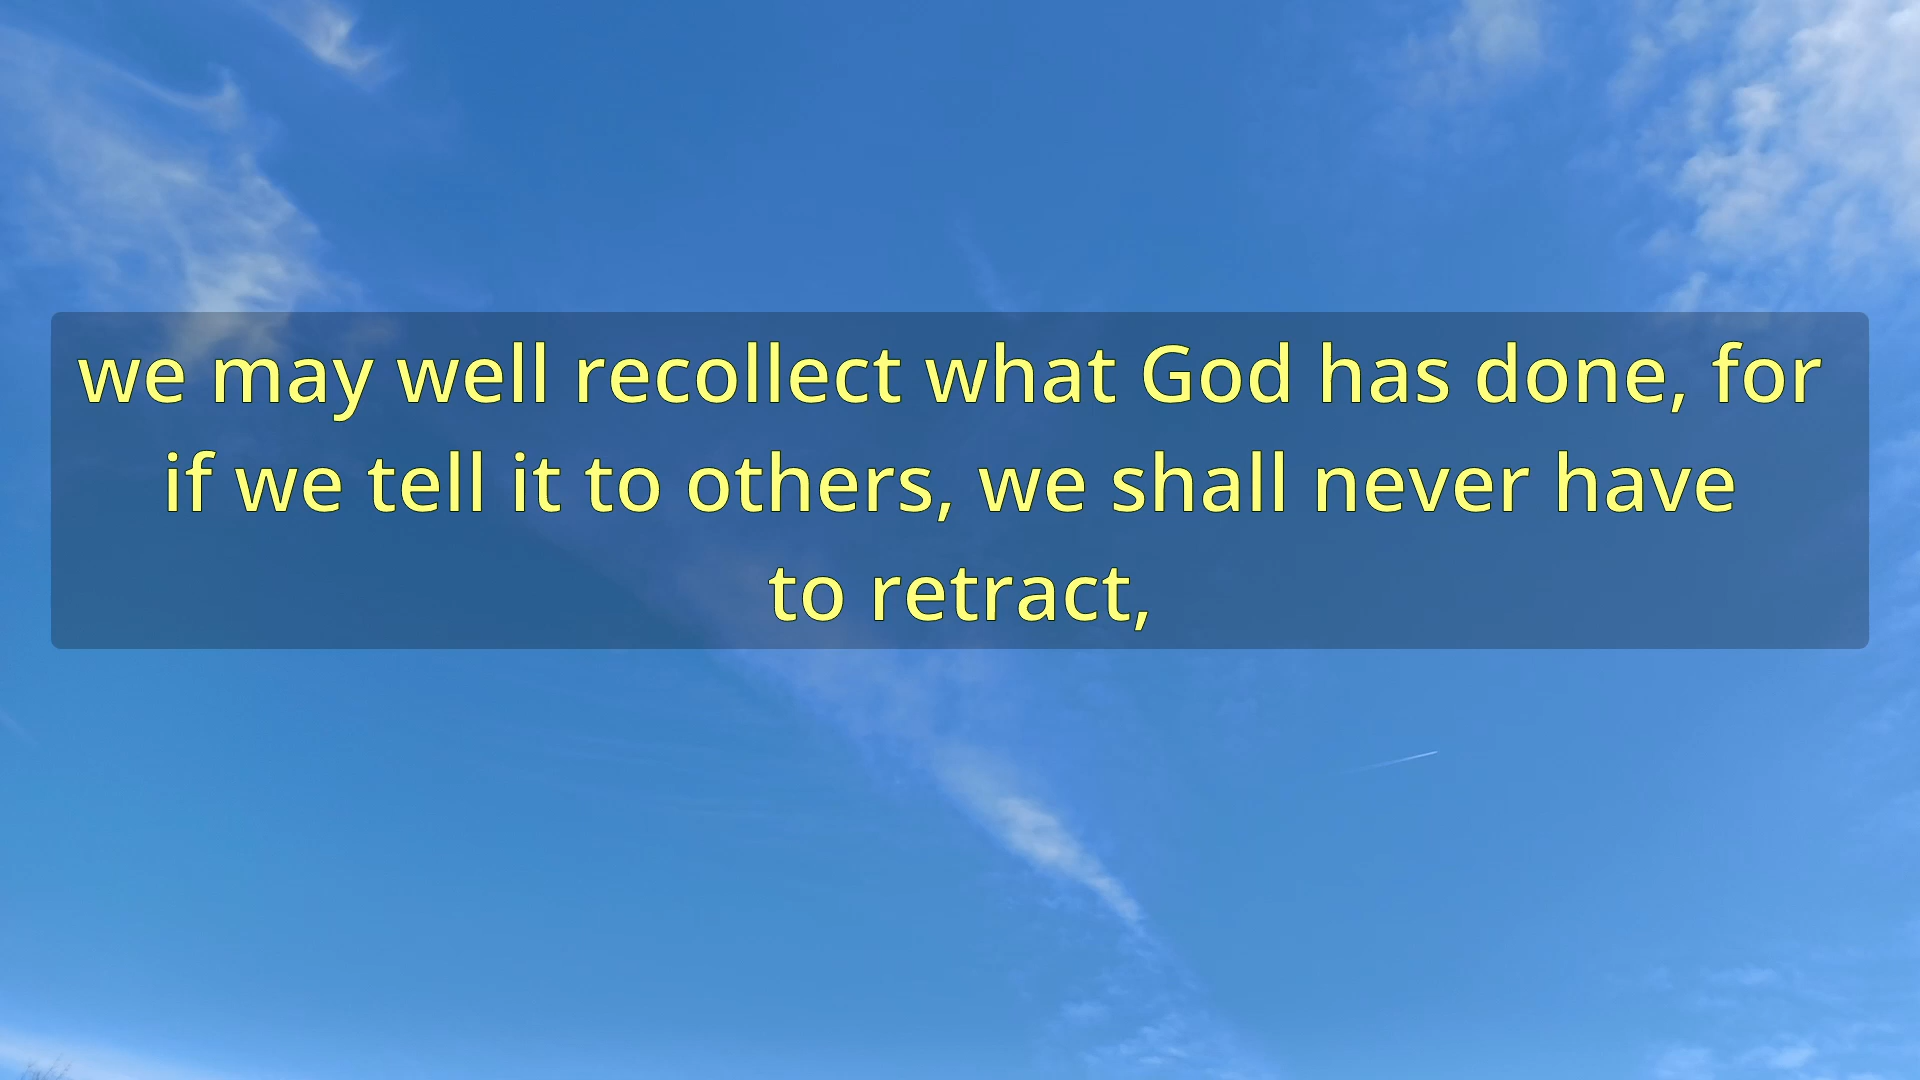 we may well recollect what God has done, for
if we tell it to others, we shall never have
to retract,